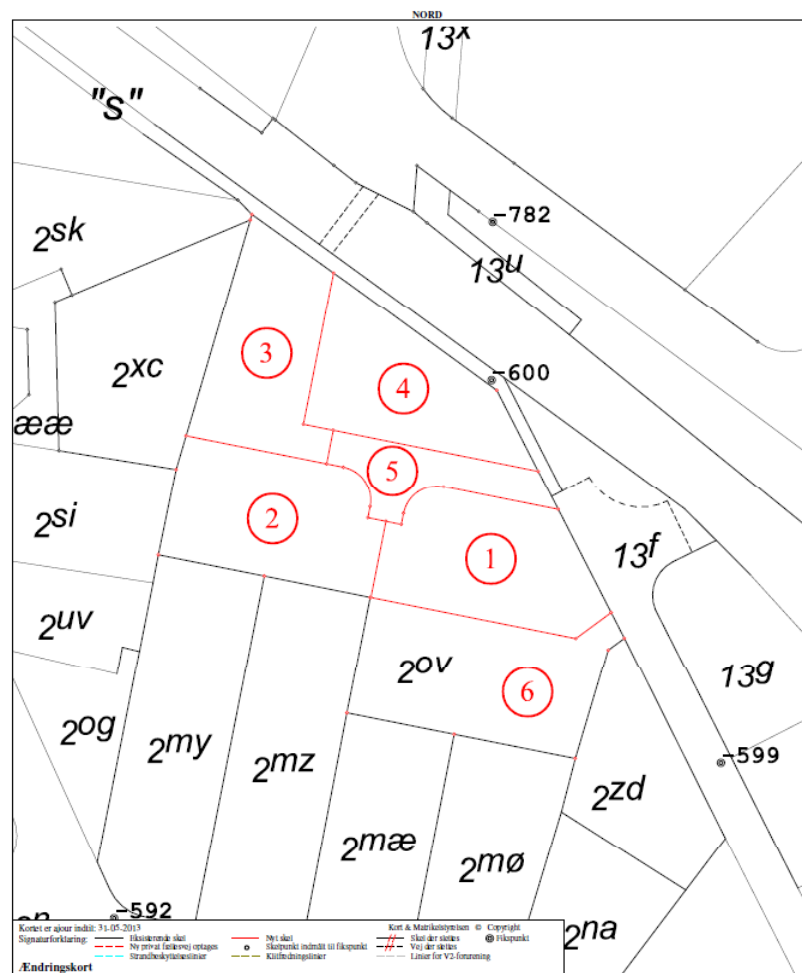 NORD
13x
"s"
-782
2sk
13u
3
2xc
-600
4
ææ
5
2si
2
1
13f
2uv
2ov
6
13g
2og
2my
2mz
-599
2zd
2mæ
2mø
-592
2na
Kortet er ajour indtil: 31-05-2013
Kort & Matrikelstyrelsen © Copyright
Signaturforklaring:
Eksisterende skel
Nyt skel
Skel der slettes
Fikspunkt
Ny privat fællesvej optages
Skelpunkt indmålt til fikspunkt
Vej der slettes
Strandbeskyttelseslinier
Klitfredningslinier
Linier for V2-forurening
Ændringskort